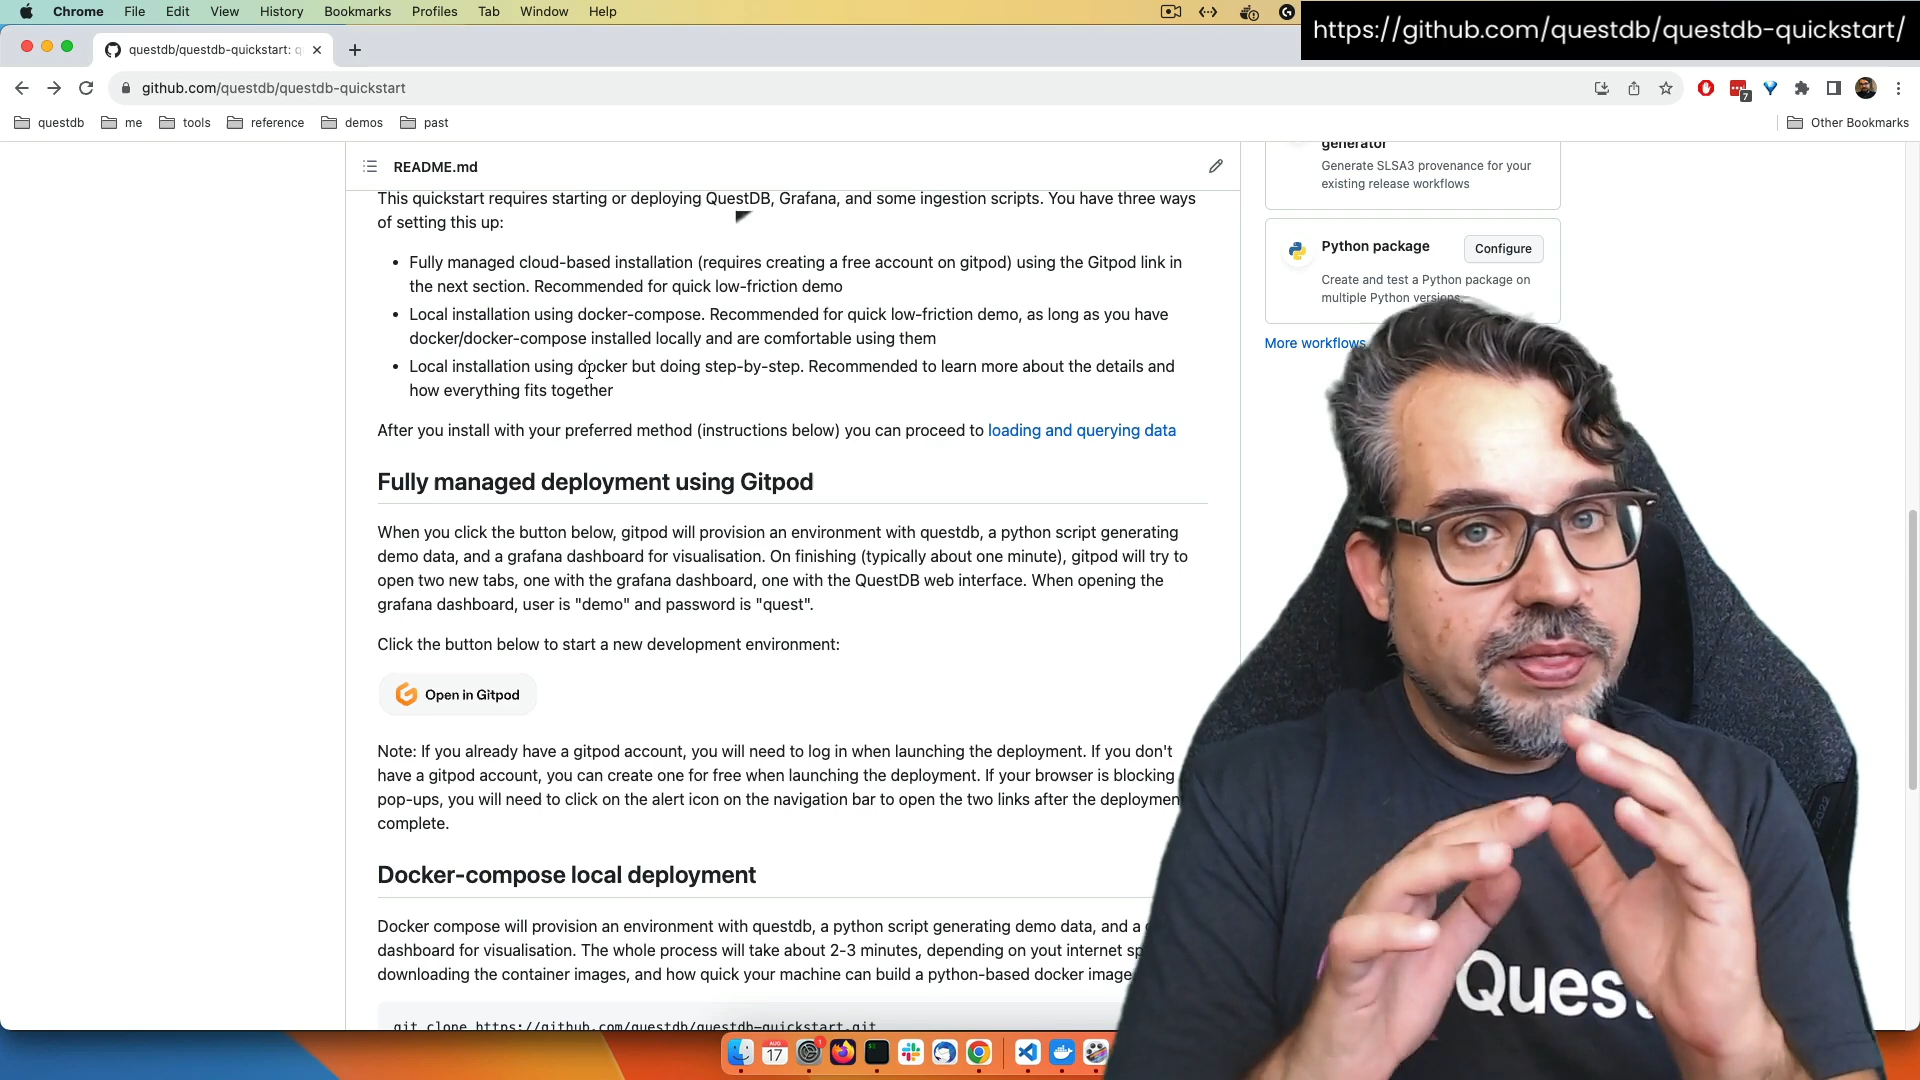 Chrome File Edit View History Bookmarks Profiles Tab Window Help
https://github.com/questdb/questdb-quickstart/
questdb/questdb-quickstart: q
github.com/questdb/questdb-quickstart
7
questdb me tools reference demos past Other Bookmarks
README.md
This quickstart requires starting or deploying QuestDB, Grafana, and some ingestion scripts. You have three ways
of setting this up:
Fully managed cloud-based installation (requires creating a free account on gitpod) using the Gitpod link in
the next section. Recommended for quick low-friction demo
Local installation using docker-compose. Recommended for quick low-friction demo, as long as you have
docker/docker-compose installed locally and are comfortable using them
Local installation using docker but doing step-by-step. Recommended to learn more about the details and
how everything fits together
After you install with your preferred method (instructions below) you can proceed to loading and querying data
Fully managed deployment using Gitpod
When you click the button below, gitpod will provision an environment with questdb, a python script generating
demo data, and a grafana dashboard for visualisation. On finishing (typically about one minute), gitpod will try to
open two new tabs, one with the grafana dashboard, one with the QuestDB web interface. When opening the
grafana dashboard, user is "demo" and password is "quest".
Click the button below to start a new development environment:
Open in Gitpod
Note: If you already have a gitpod account, you will need to log in when launching the deployment. If you don't
have a gitpod account, you can create one for free when launching the deployment. If your browser is blocking
pop-ups, you will need to click on the alert icon on the navigation bar to open the two links after the deploymen
complete.
Docker-compose local deployment
Docker compose will provision an environment with questdb, a python script generating demo data, and a
dashboard for visualisation. The whole process will take about 2-3 minutes, depending on yout internet sp
downloading the container images, and how quick your machine can build a python-based docker image
git clone https://github.com/questdb/questdb-quickstart.git
generator
Generate SLSA3 provenance for your
existing release workflows
Python package Configure
Create and test a Python package on
multiple Python versions.
More workflows
Quest
2022
AUG
17
1